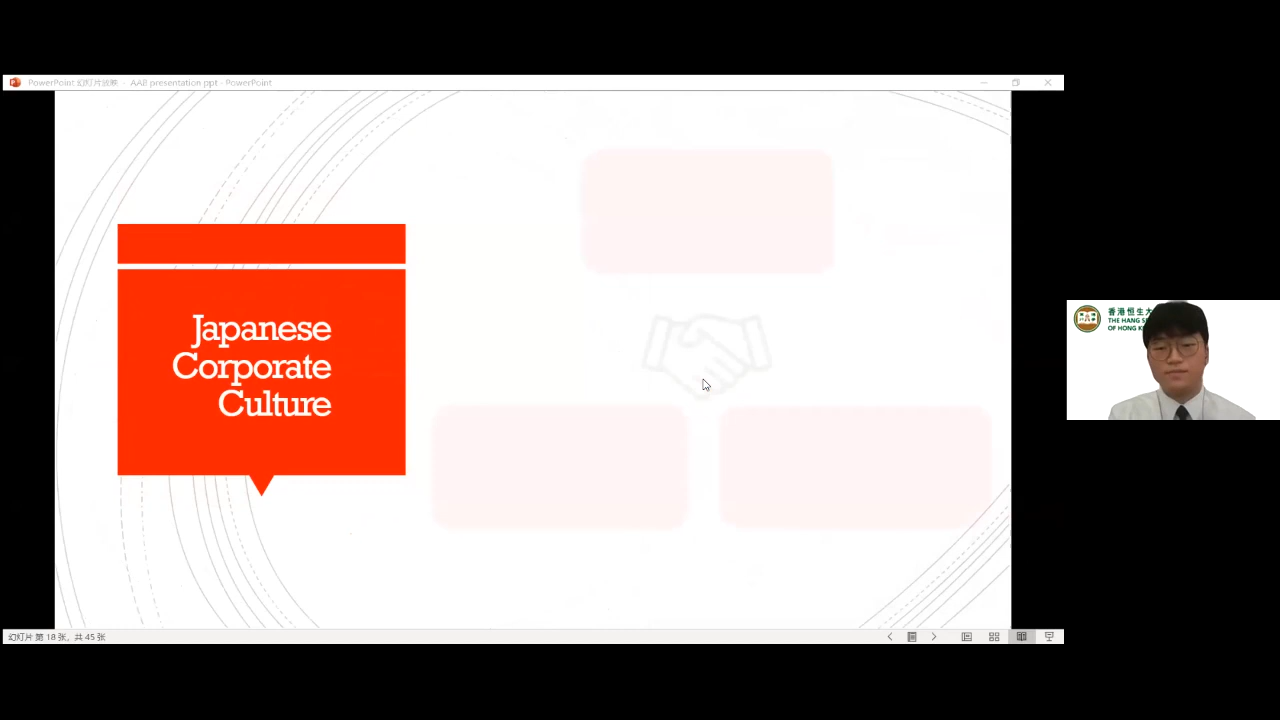 PowerPoint 幻灯片放映 - AAB presentation ppt - PowerPoint
Japanese
Corporate
Culture
香港恒生大
THE HANG S
OF HONG K
幻灯片 第 18 张，共 45 张